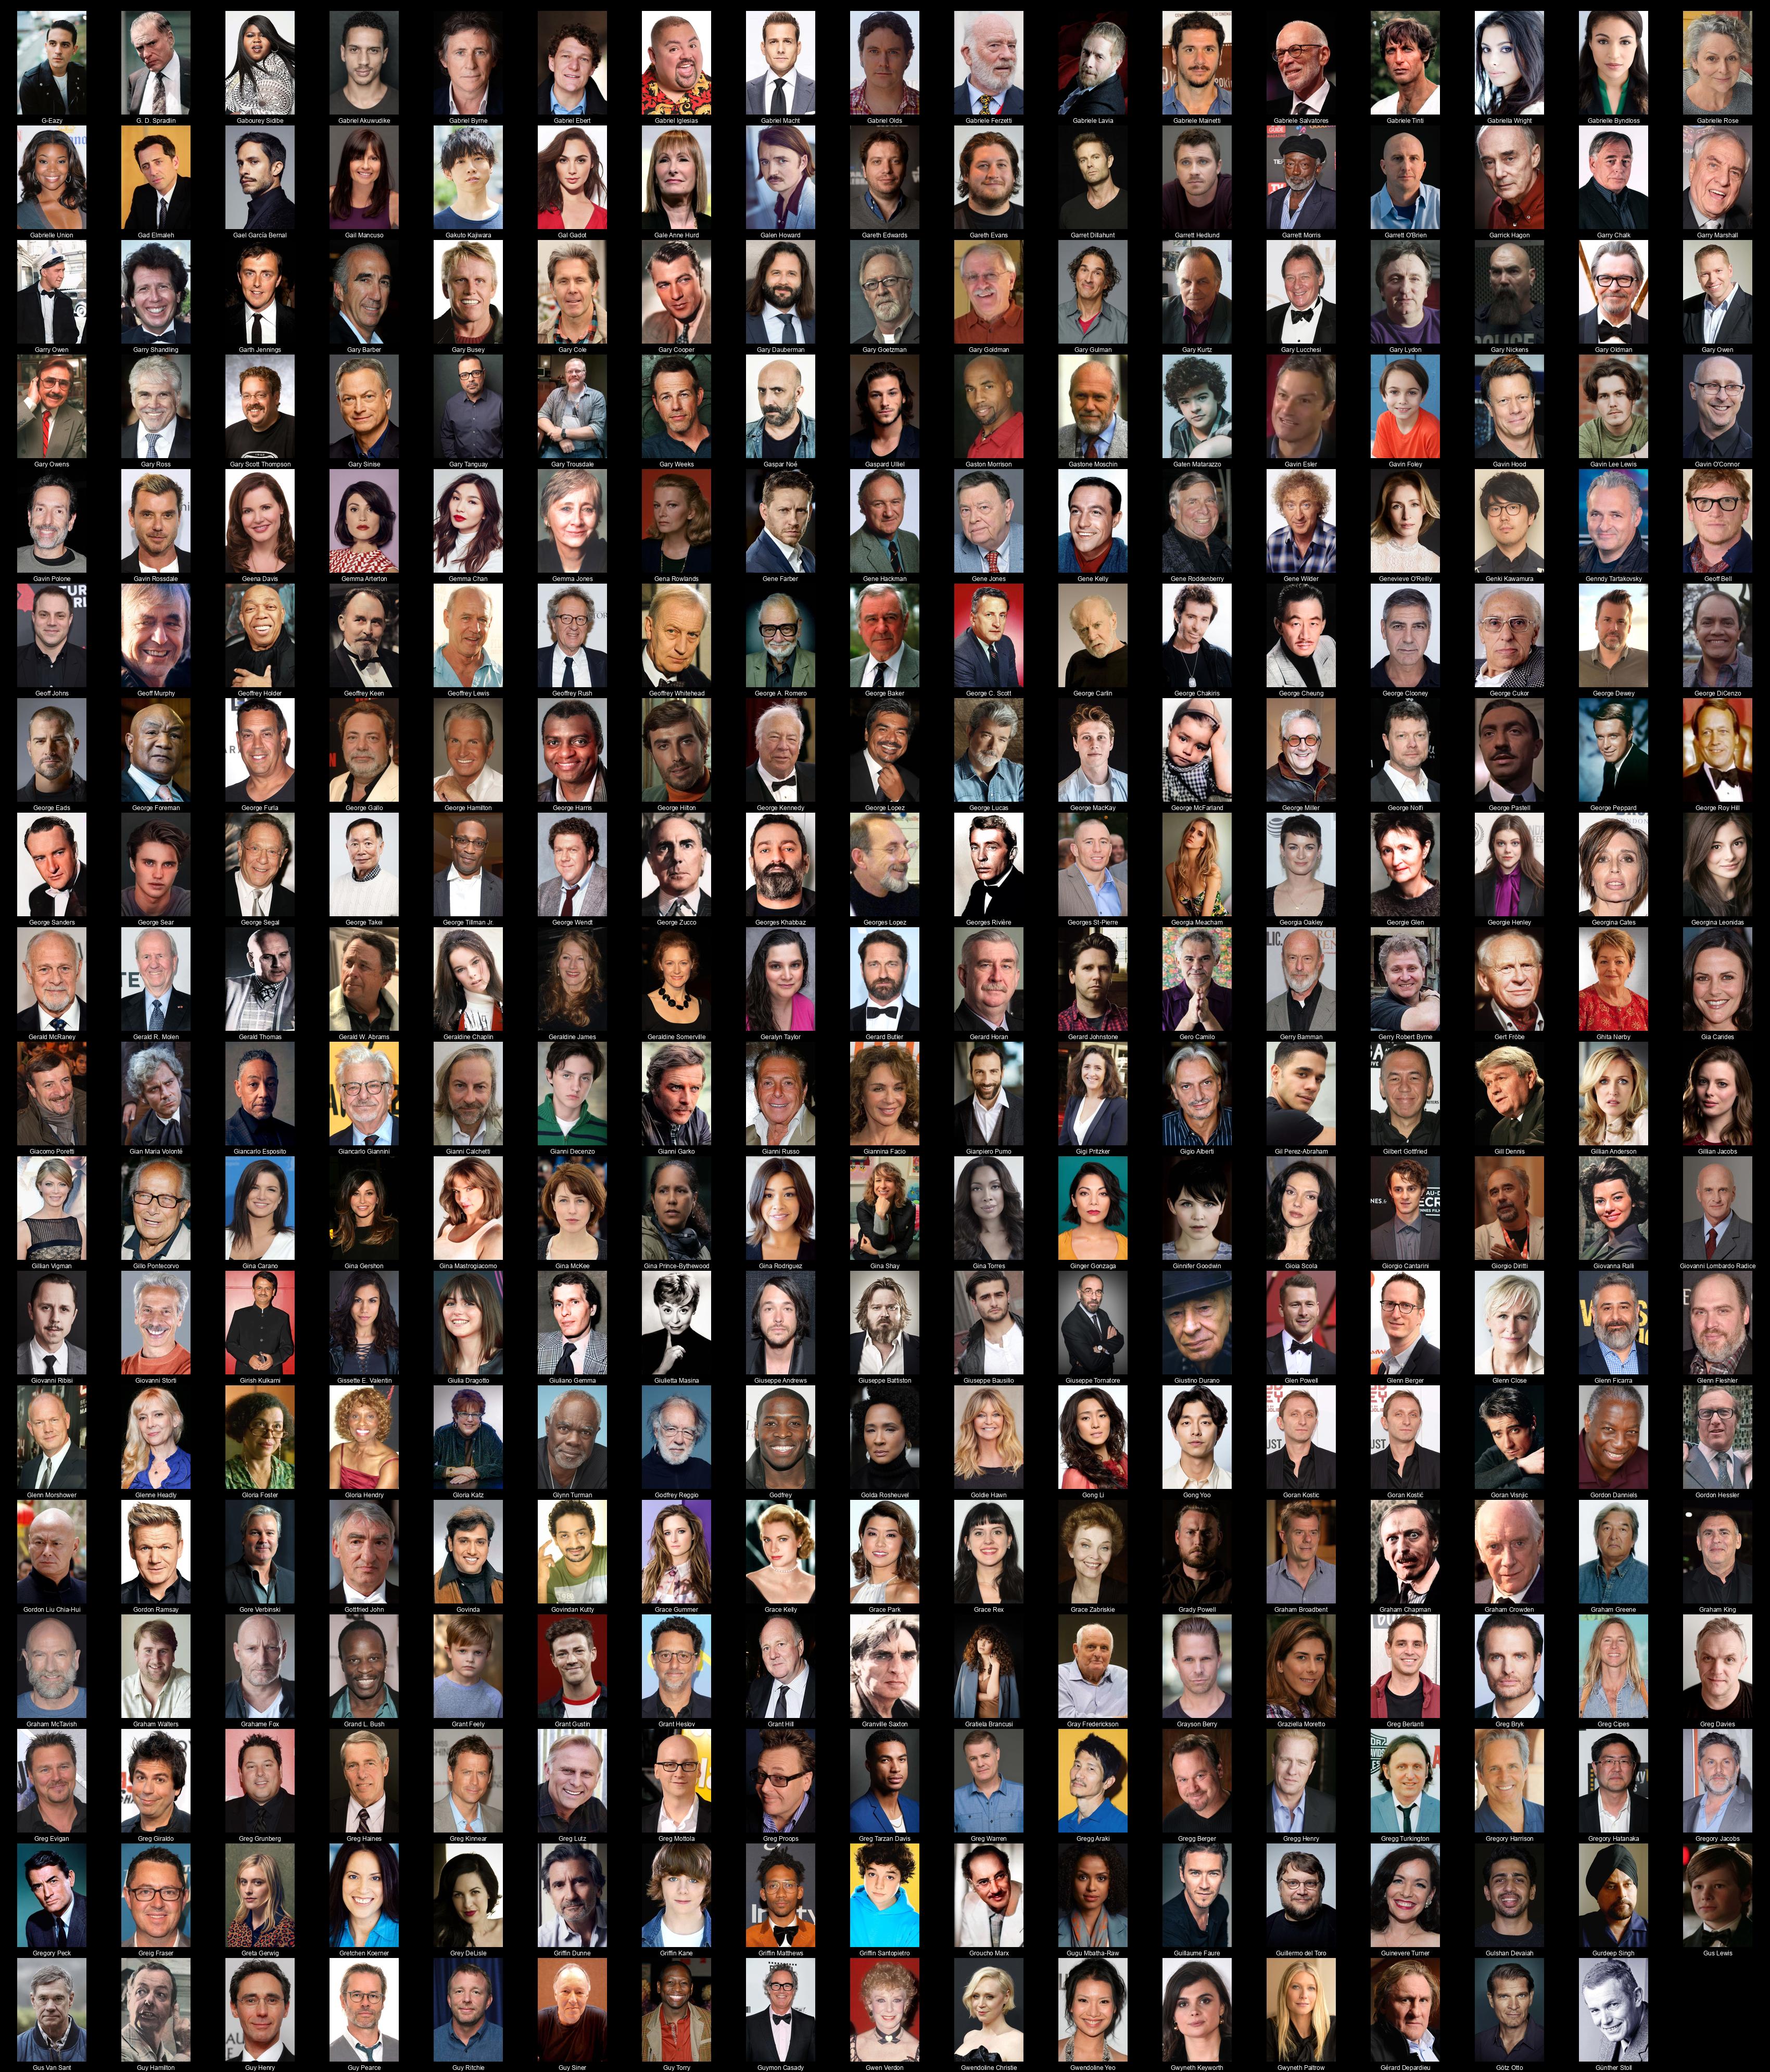 G-Eazy
G. D. Spradlin
Gabourey Sidibe
Gabriel Akuwudike
Gabriel Byrne
Gabriel Ebert
Gabriel Iglesias
Gabriel Macht
Gabriel Olds
Gabriele Ferzetti
Gabriele Lavia
Gabriele Mainetti
Gabriele Salvatores
Gabriele Tinti
Gabriella Wright
Gabrielle Byndloss
Gabrielle Rose
Gabrielle Union
Gad Elmaleh
Gael García Bernal
Gail Mancuso
Gakuto Kajiwara
Gal Gadot
Gale Anne Hurd
Galen Howard
Gareth Edwards
Gareth Evans
Garret Dillahunt
Garrett Hedlund
Garrett Morris
Garrett O'Brien
Garrick Hagon
Garry Chalk
Garry Marshall
Garry Owen
Garry Shandling
Garth Jennings
Gary Barber
Gary Busey
Gary Cole
Gary Cooper
Gary Dauberman
Gary Goetzman
Gary Goldman
Gary Gulman
Gary Kurtz
Gary Lucchesi
Gary Lydon
Gary Nickens
Gary Oldman
Gary Owen
Gary Owens
Gary Ross
Gary Scott Thompson
Gary Sinise
Gary Tanguay
Gary Trousdale
Gary Weeks
Gaspar Noé
Gaspard Ulliel
Gaston Morrison
Gastone Moschin
Gaten Matarazzo
Gavin Esler
Gavin Foley
Gavin Hood
Gavin Lee Lewis
Gavin O'Connor
Gavin Polone
Gavin Rossdale
Geena Davis
Gemma Arterton
Gemma Chan
Gemma Jones
Gena Rowlands
Gene Farber
Gene Hackman
Gene Jones
Gene Kelly
Gene Roddenberry
Gene Wilder
Genevieve O'Reilly
Genki Kawamura
Genndy Tartakovsky
Geoff Bell
Geoff Johns
Geoff Murphy
Geoffrey Holder
Geoffrey Keen
Geoffrey Lewis
Geoffrey Rush
Geoffrey Whitehead
George A. Romero
George Baker
George C. Scott
George Carlin
George Chakiris
George Cheung
George Clooney
George Cukor
George Dewey
George DiCenzo
George Eads
George Foreman
George Furla
George Gallo
George Hamilton
George Harris
George Hilton
George Kennedy
George Lopez
George Lucas
George MacKay
George McFarland
George Miller
George Nolfi
George Pastell
George Peppard
George Roy Hill
George Sanders
George Sear
George Segal
George Takei
George Tillman Jr.
George Wendt
George Zucco
Georges Khabbaz
Georges Lopez
Georges Rivière
Georges St-Pierre
Georgia Meacham
Georgia Oakley
Georgie Glen
Georgie Henley
Georgina Cates
Georgina Leonidas
Gerald McRaney
Gerald R. Molen
Gerald Thomas
Gerald W. Abrams
Geraldine Chaplin
Geraldine James
Geraldine Somerville
Geralyn Taylor
Gerard Butler
Gerard Horan
Gerard Johnstone
Gero Camilo
Gerry Bamman
Gerry Robert Byrne
Gert Fröbe
Ghita Nørby
Gia Carides
Giacomo Poretti
Gian Maria Volonté
Giancarlo Esposito
Giancarlo Giannini
Gianni Calchetti
Gianni Decenzo
Gianni Garko
Gianni Russo
Giannina Facio
Gianpiero Pumo
Gigi Pritzker
Gigio Alberti
Gil Perez-Abraham
Gilbert Gottfried
Gill Dennis
Gillian Anderson
Gillian Jacobs
Gillian Vigman
Gillo Pontecorvo
Gina Carano
Gina Gershon
Gina Mastrogiacomo
Gina McKee
Gina Prince-Bythewood
Gina Rodriguez
Gina Shay
Gina Torres
Ginger Gonzaga
Ginnifer Goodwin
Gioia Scola
Giorgio Cantarini
Giorgio Diritti
Giovanna Ralli
Giovanni Lombardo Radice
Giovanni Ribisi
Giovanni Storti
Girish Kulkarni
Gissette E. Valentin
Giulia Dragotto
Giuliano Gemma
Giulietta Masina
Giuseppe Andrews
Giuseppe Battiston
Giuseppe Bausilio
Giuseppe Tornatore
Giustino Durano
Glen Powell
Glenn Berger
Glenn Close
Glenn Ficarra
Glenn Fleshler
Glenn Morshower
Glenne Headly
Gloria Foster
Gloria Hendry
Gloria Katz
Glynn Turman
Godfrey Reggio
Godfrey
Golda Rosheuvel
Goldie Hawn
Gong Li
Gong Yoo
Goran Kostic
Goran Kostić
Goran Visnjic
Gordon Danniels
Gordon Hessler
Gordon Liu Chia-Hui
Gordon Ramsay
Gore Verbinski
Gottfried John
Govinda
Govindan Kutty
Grace Gummer
Grace Kelly
Grace Park
Grace Rex
Grace Zabriskie
Grady Powell
Graham Broadbent
Graham Chapman
Graham Crowden
Graham Greene
Graham King
Graham McTavish
Graham Walters
Grahame Fox
Grand L. Bush
Grant Feely
Grant Gustin
Grant Heslov
Grant Hill
Granville Saxton
Gratiela Brancusi
Gray Frederickson
Grayson Berry
Graziella Moretto
Greg Berlanti
Greg Bryk
Greg Cipes
Greg Davies
Greg Evigan
Greg Giraldo
Greg Grunberg
Greg Haines
Greg Kinnear
Greg Lutz
Greg Mottola
Greg Proops
Greg Tarzan Davis
Greg Warren
Gregg Araki
Gregg Berger
Gregg Henry
Gregg Turkington
Gregory Harrison
Gregory Hatanaka
Gregory Jacobs
Gregory Peck
Greig Fraser
Greta Gerwig
Gretchen Koerner
Grey DeLisle
Griffin Dunne
Griffin Kane
Griffin Matthews
Griffin Santopietro
Groucho Marx
Gugu Mbatha-Raw
Guillaume Faure
Guillermo del Toro
Guinevere Turner
Gulshan Devaiah
Gurdeep Singh
Gus Lewis
Gus Van Sant
Guy Hamilton
Guy Henry
Guy Pearce
Guy Ritchie
Guy Siner
Guy Torry
Guymon Casady
Gwen Verdon
Gwendoline Christie
Gwendoline Yeo
Gwyneth Keyworth
Gwyneth Paltrow
Gérard Depardieu
Götz Otto
Günther Stoll